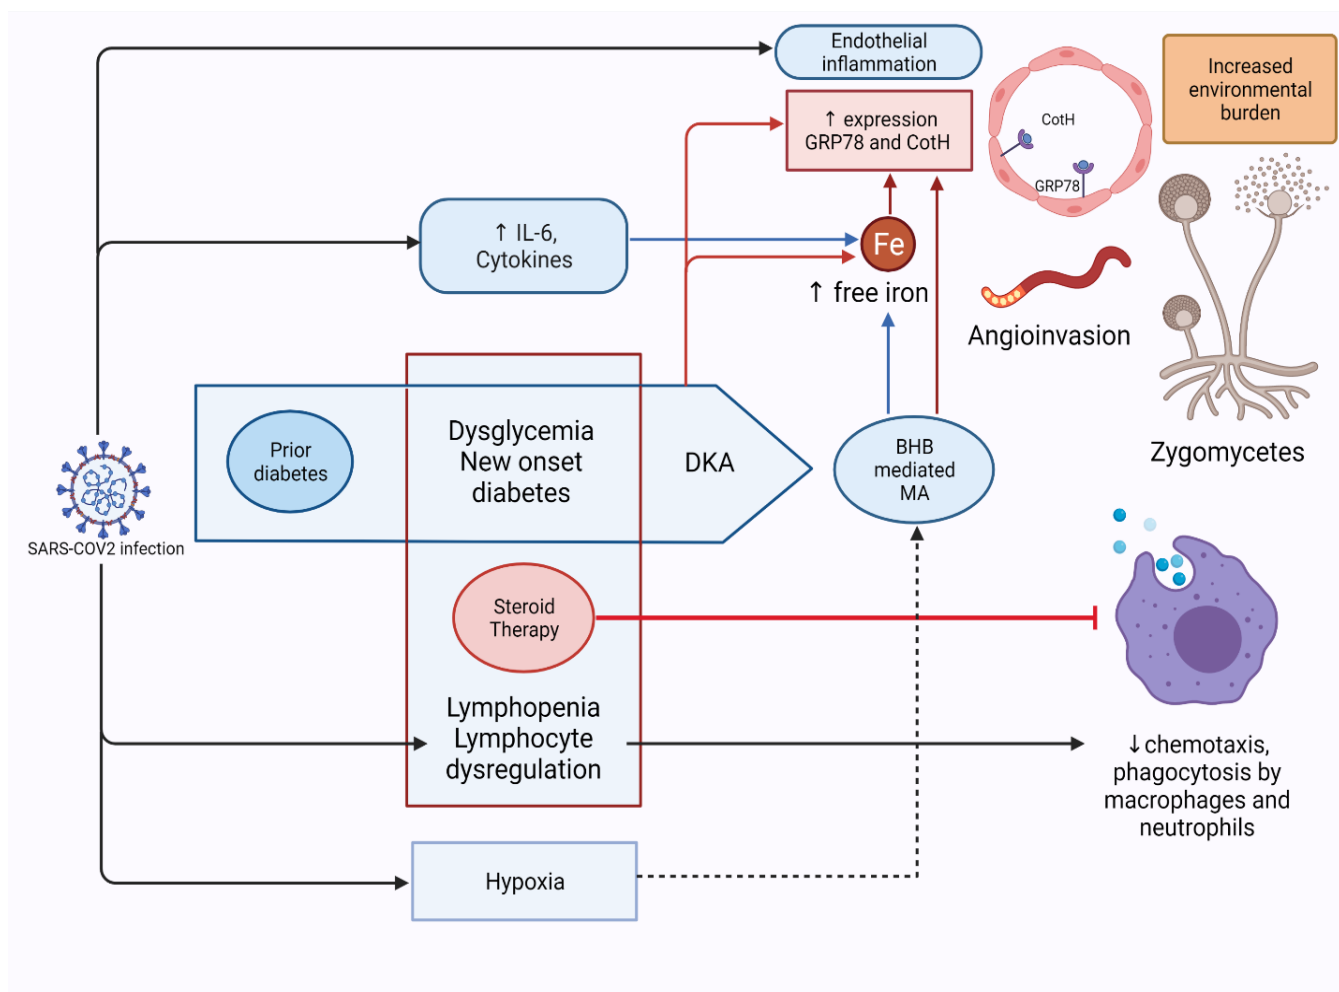 Endothelial
inflammation
Increased
environmental
burden
↑ expression
GRP78 and CotH
CotH
GRP78
↑ IL-6,
Cytokines
Fe
↑ free iron
Angioinvasion
Zygomycetes
Prior
diabetes
Dysglycemia
New onset
diabetes
DKA
BHB
mediated
MA
SARS-COV2 infection
Steroid
Therapy
Lymphopenia
Lymphocyte
dysregulation
↓chemotaxis,
phagocytosis by
macrophages and
neutrophils
Hypoxia